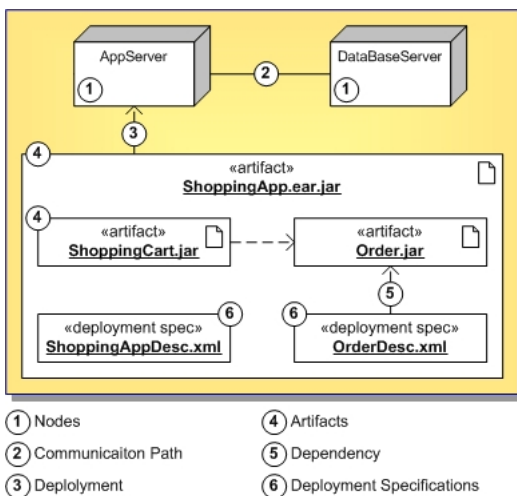 AppServer
DataBaseServer
1
2
1
3
4
«artifact»
ShoppingApp.ear.jar
4
«artifact»
ShoppingCart.jar
«artifact»
Order.jar
5
6
«deployment spec»
ShoppingAppDesc.xml
6
«deployment spec»
OrderDesc.xml
1 Nodes
4 Artifacts
2 Communicaiton Path
5 Dependency
3 Deplolyment
6 Deployment Specifications